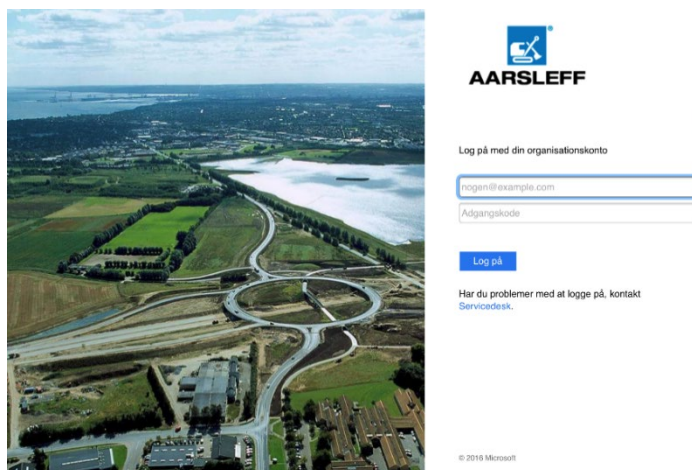 AARSLEFF
Log på med din organisationskonto
nogen@example.com
Adgangskode
Log på
Har du problemer med at logge på, kontakt
Servicedesk.
© 2016 Microsoft